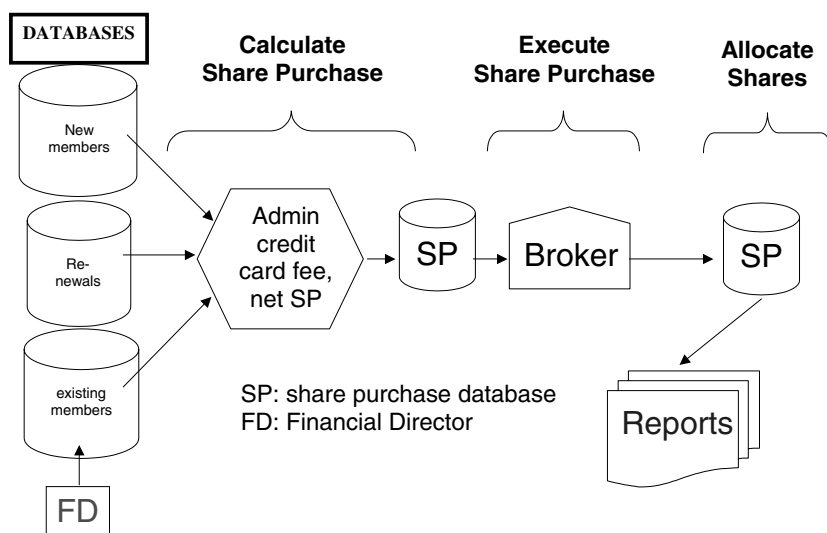 DATABASES
Calculate
Share Purchase
Execute
Share Purchase
Allocate
Shares
New
members
Re-
newals
existing
members
Admin
credit
card fee,
net SP
SP
Broker
SP
Reports
SP: share purchase database
FD: Financial Director
FD